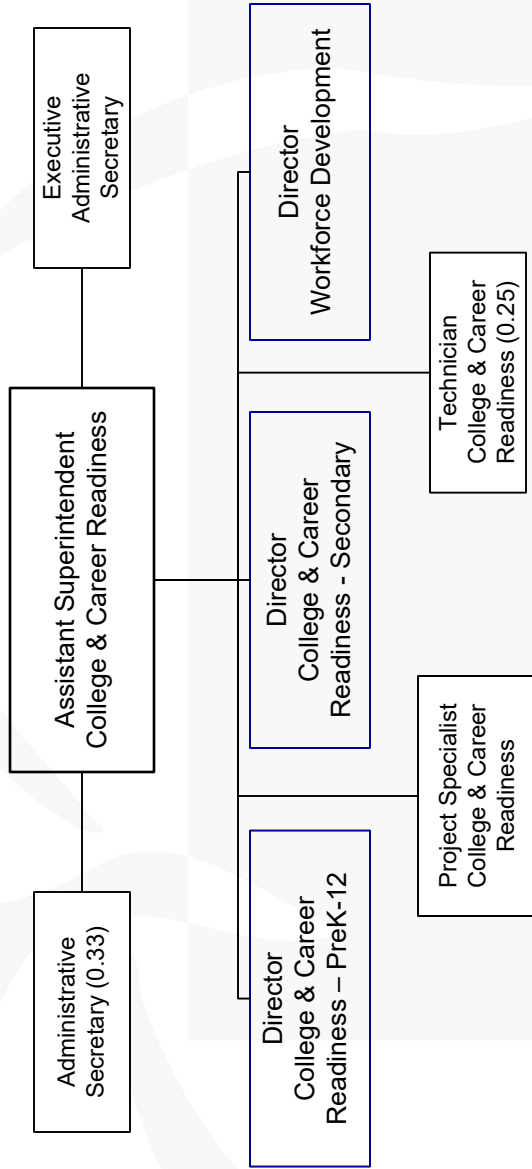 Administrative
Secretary (0.33)
Assistant Superintendent
College & Career Readiness
Executive
Administrative
Secretary
Director
College & Career
Readiness – PreK-12
Director
College & Career
Readiness - Secondary
Director
Workforce Development
Project Specialist
College & Career
Readiness
Technician
College & Career
Readiness (0.25)